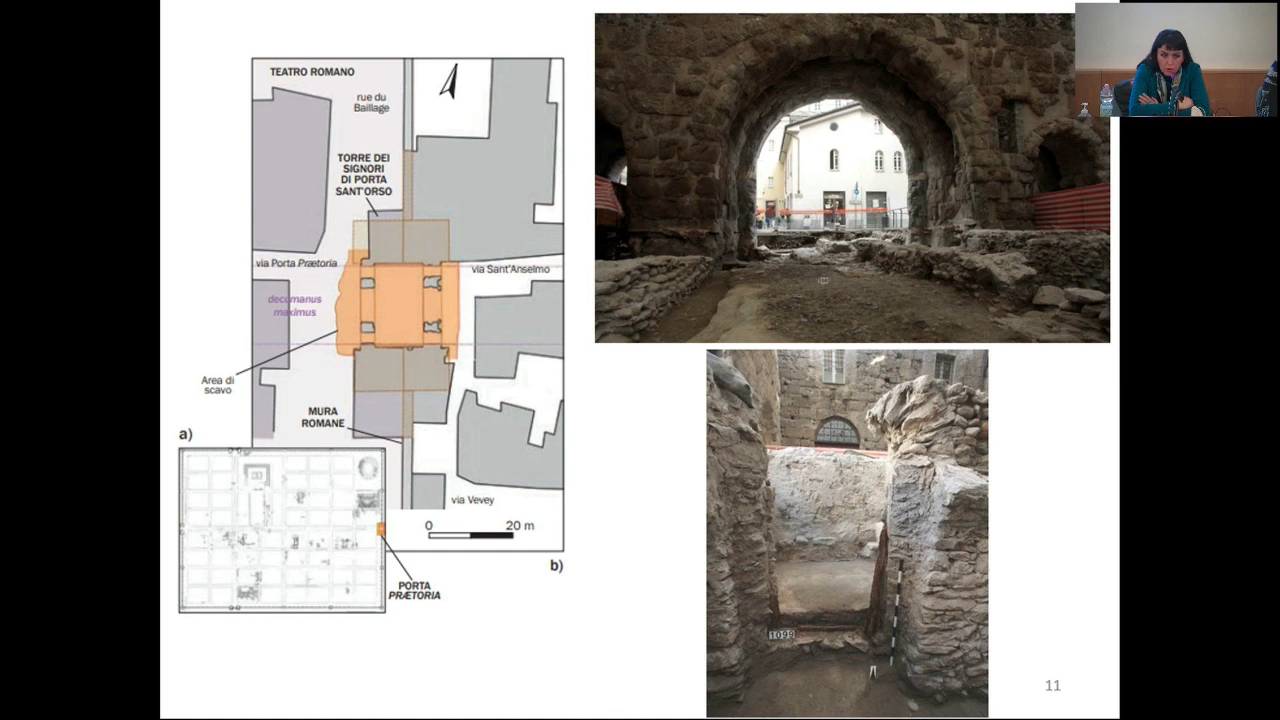 TEATRO ROMANO
rue du
Baillage
TORRE DEI
SIGNORI
DI PORTA
SANT'ORSO
via Porta Prætoria
via Sant'Anselmo
decumanus
maximus
Area di
scavo
MURA
ROMANE
a)
via Vevey
0 20 m
b)
PORTA
PRÆTORIA
1099
11